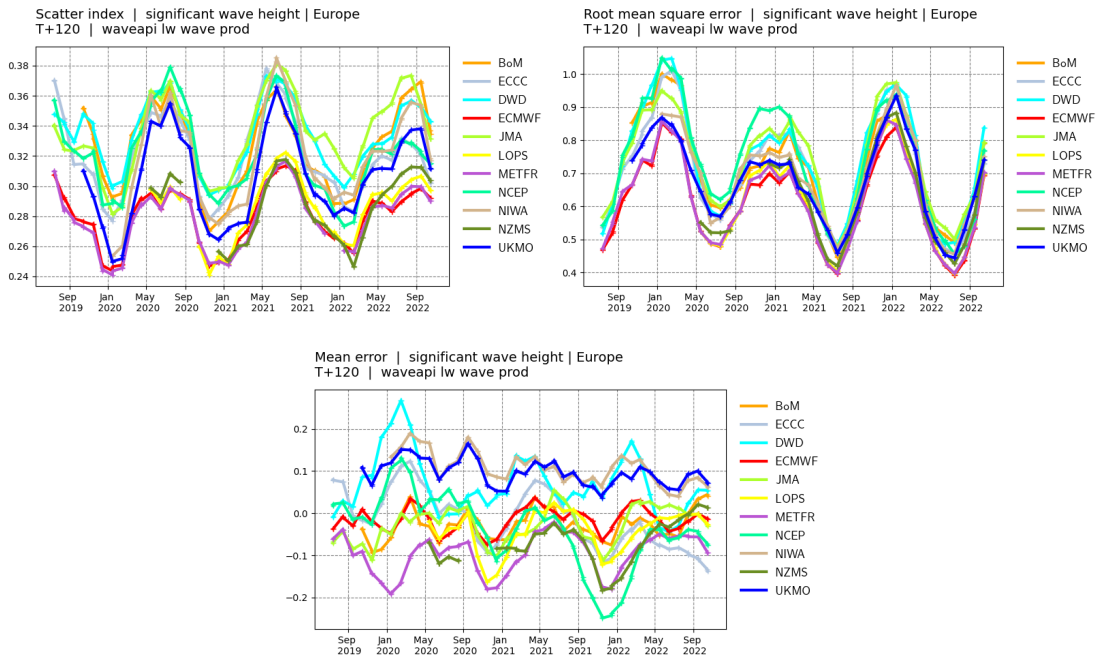 Scatter index | significant wave height | Europe
T+120 | waveapi lw wave prod
0.38
0.36
0.34
0.32
0.30
0.28
0.26
0.24
Sep Jan May Sep Jan May Sep Jan May Sep
2019 2020 2020 2020 2021 2021 2021 2022 2022 2022
BoM
ECCC
DWD
ECMWF
JMA
LOPS
METFR
NCEP
NIWA
NZMS
UKMO
Root mean square error | significant wave height | Europe
T+120 | waveapi lw wave prod
1.0
0.9
0.8
0.7
0.6
0.5
0.4
Sep Jan May Sep Jan May Sep Jan May Sep
2019 2020 2020 2020 2021 2021 2021 2022 2022 2022
BoM
ECCC
DWD
ECMWF
JMA
LOPS
METFR
NCEP
NIWA
NZMS
UKMO
Mean error | significant wave height | Europe
T+120 | waveapi lw wave prod
0.2
0.1
0.0
−0.1
−0.2
Sep Jan May Sep Jan May Sep Jan May Sep
2019 2020 2020 2020 2021 2021 2021 2022 2022 2022
BoM
ECCC
DWD
ECMWF
JMA
LOPS
METFR
NCEP
NIWA
NZMS
UKMO